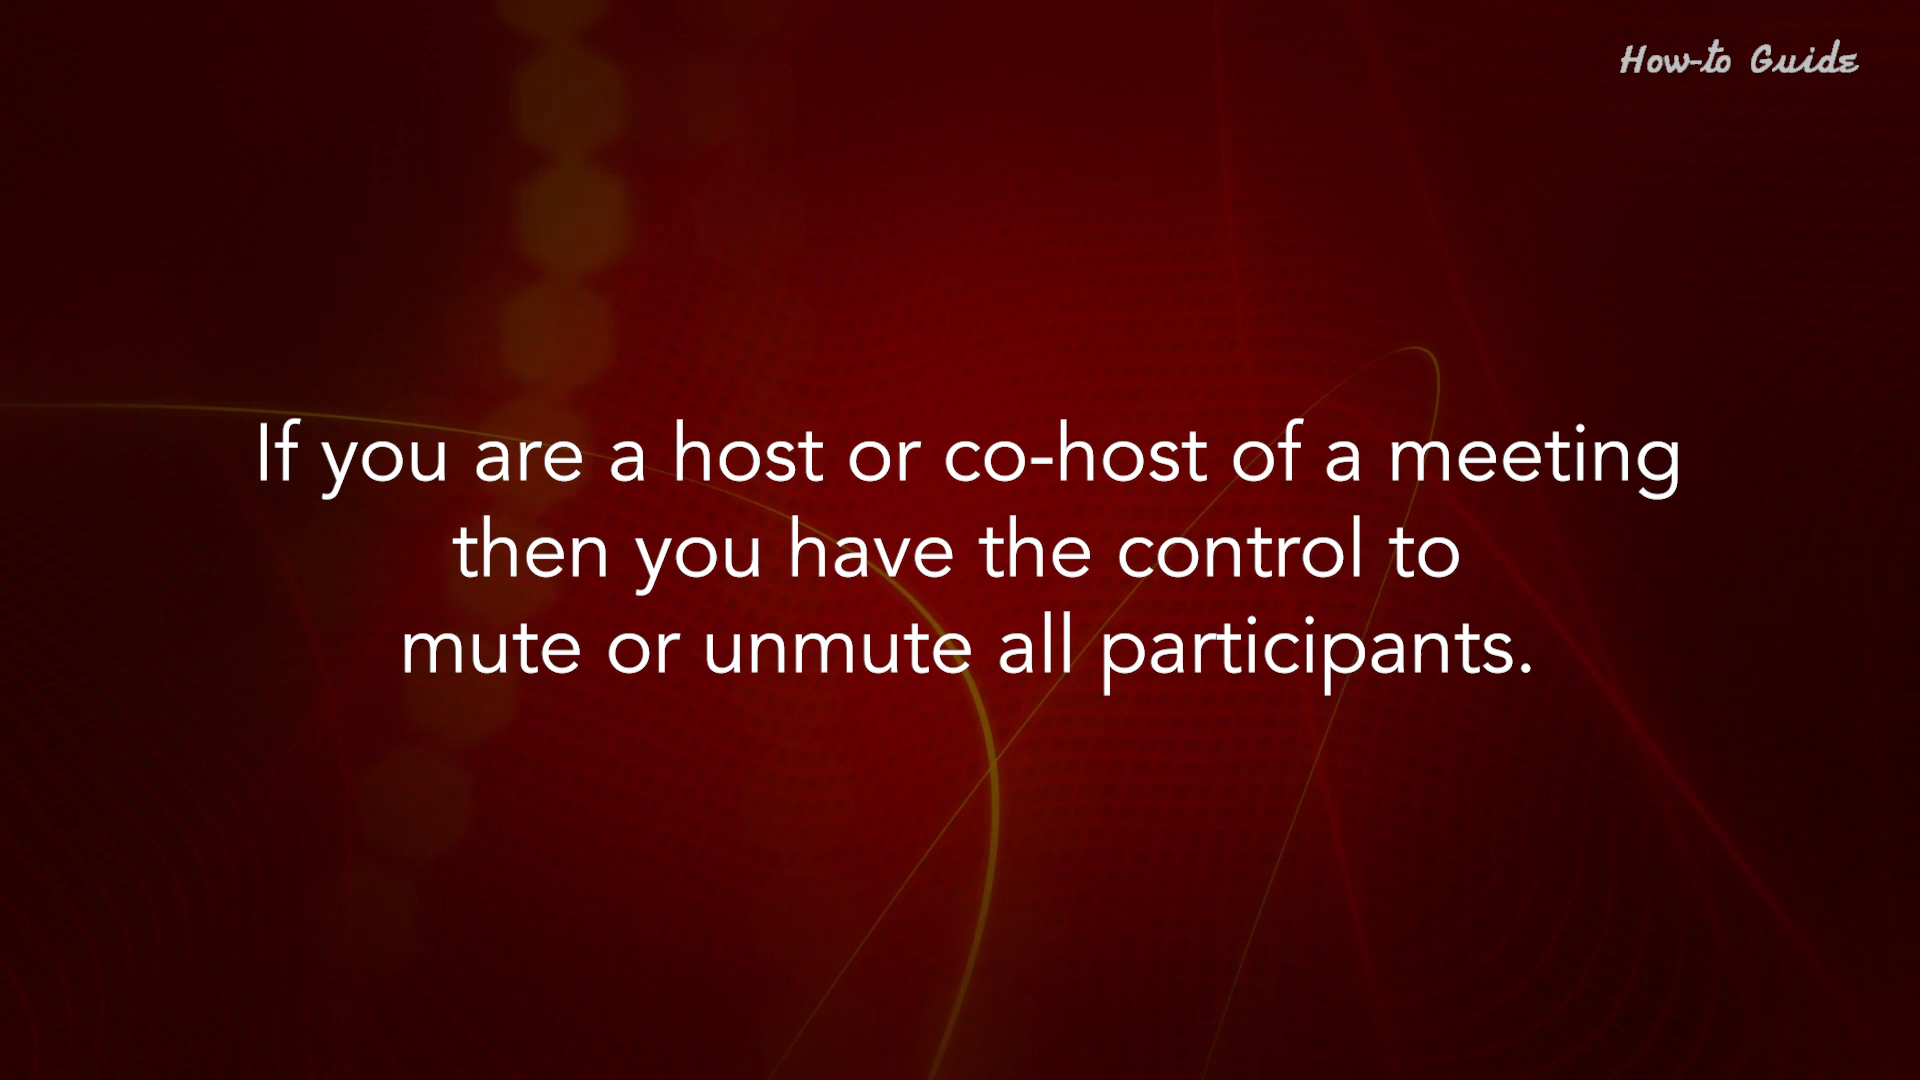 How-to Guide
If you are a host or co-host of a meeting
then you have the control to
mute or unmute all participants.